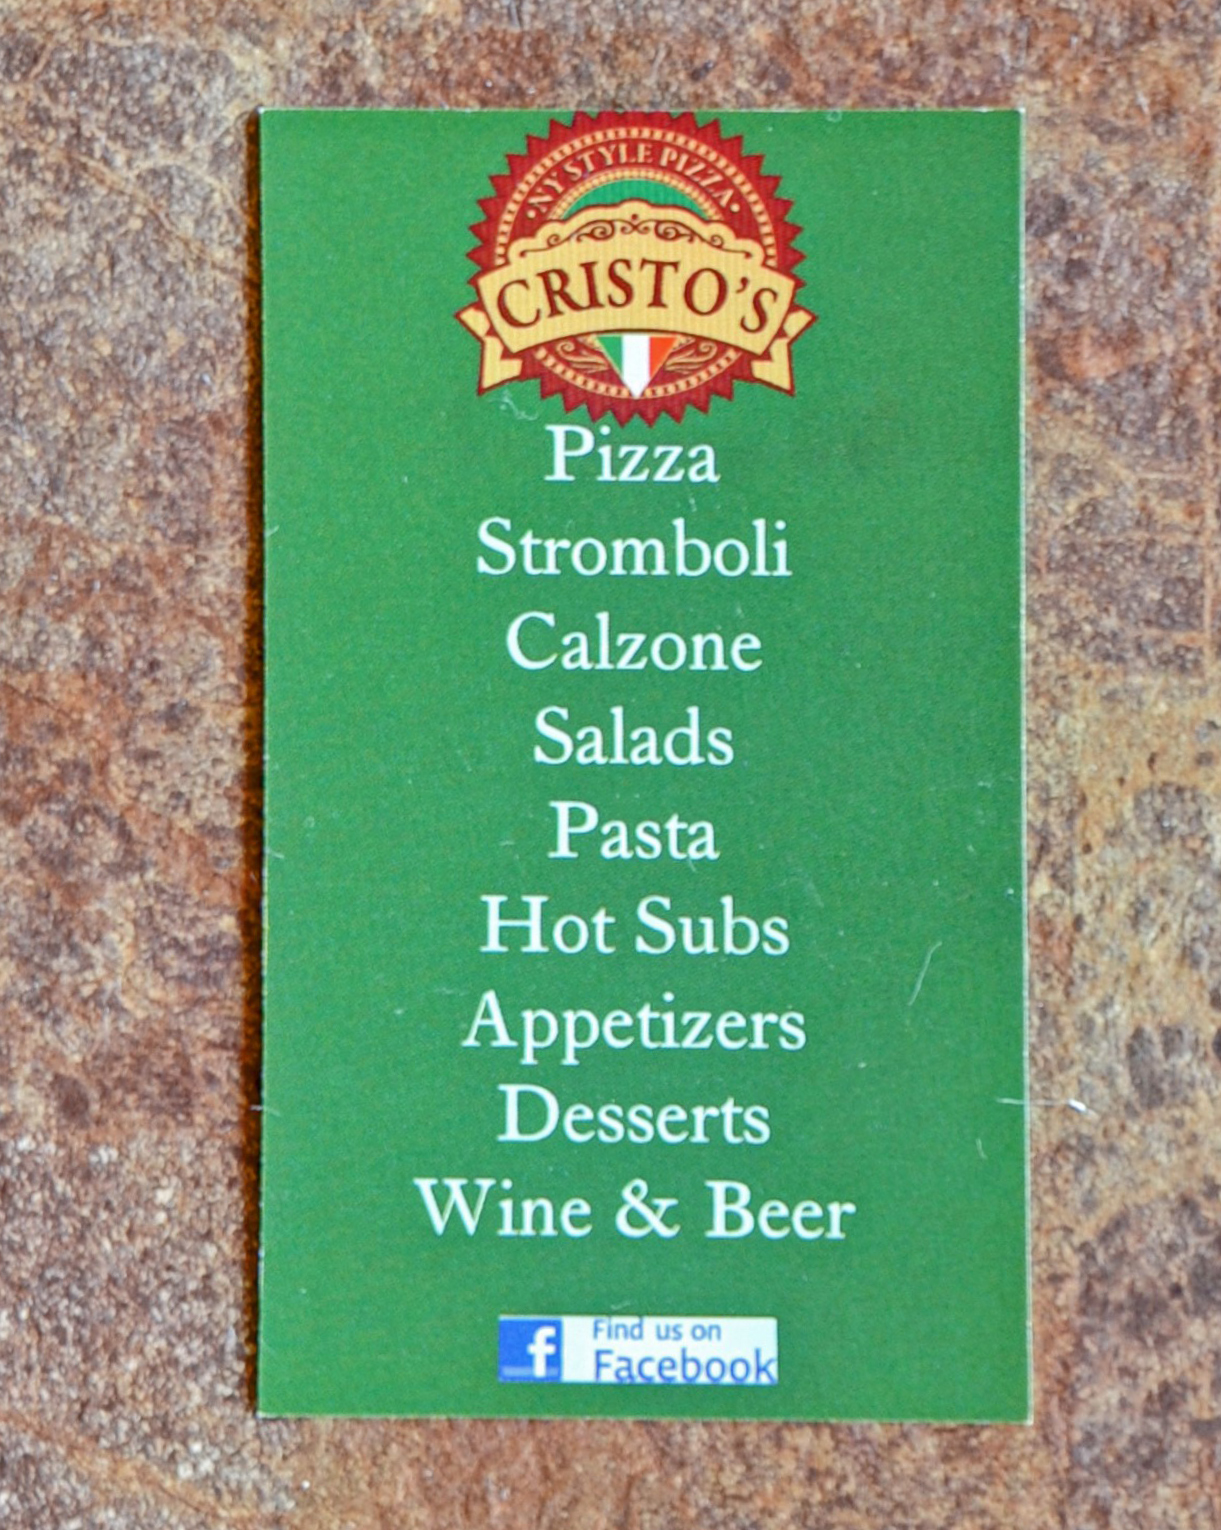 ·NY STYLE PIZZA·
CRISTO'S
Pizza
Stromboli
Calzone
Salads
Pasta
Hot Subs
Appetizers
Desserts
Wine & Beer
f
Find us on
Facebook